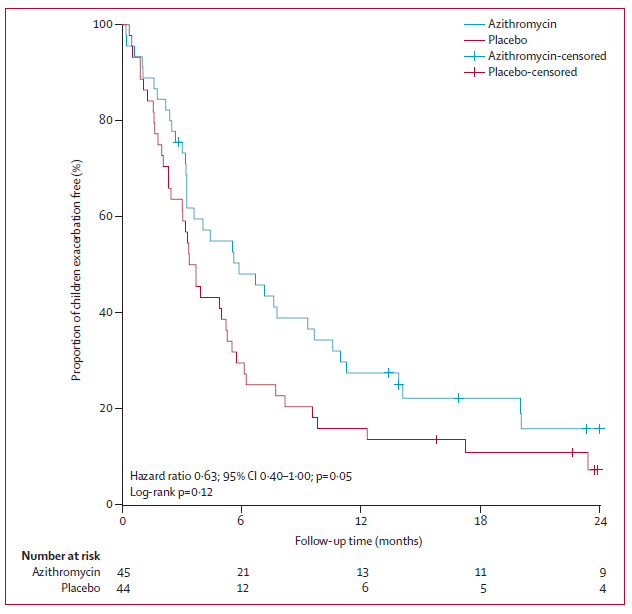 100
80
60
40
20
0
Proportion of children exacerbation free (%)
Azithromycin
Placebo
Azithromycin-censored
Placebo-censored
Hazard ratio 0·63; 95% CI 0·40–1·00; p=0·05
Log-rank p=0·12
0 6 12 18 24
Follow-up time (months)
Number at risk
Azithromycin 45 21 13 11 9
Placebo 44 12 6 5 4